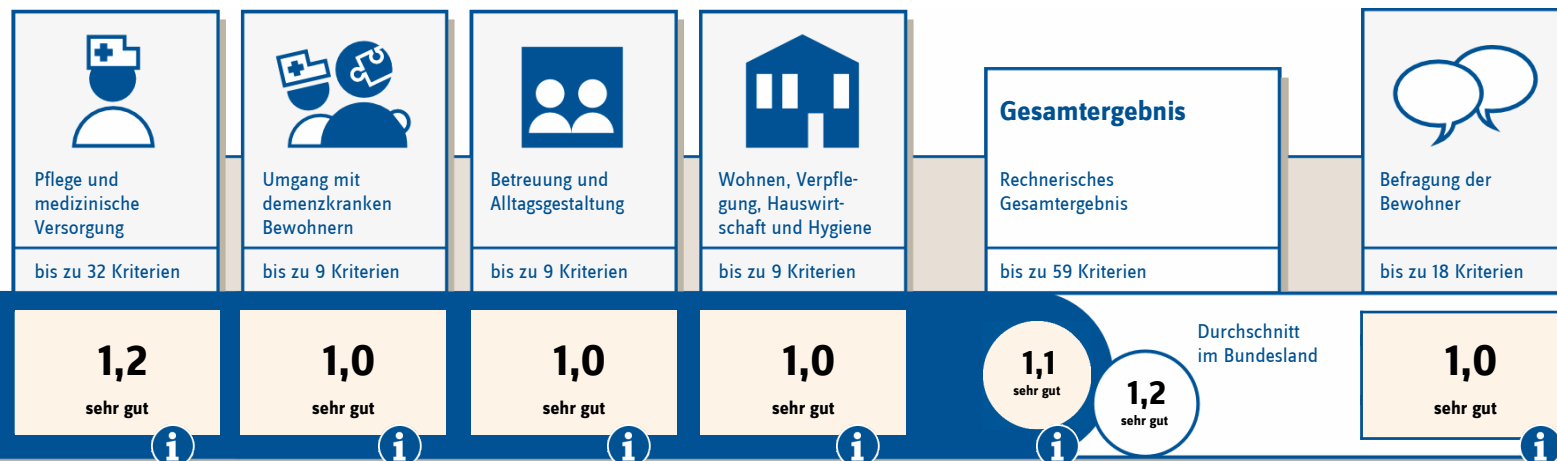 Pflege und
medizinische
Versorgung
bis zu 32 Kriterien
1,2
sehr gut
Umgang mit
demenzkranken
Bewohnern
bis zu 9 Kriterien
1,0
sehr gut
Betreuung und
Alltagsgestaltung
bis zu 9 Kriterien
1,0
sehr gut
Wohnen, Verpfle-
gung, Hauswirt-
schaft und Hygiene
bis zu 9 Kriterien
1,0
sehr gut
Gesamtergebnis
Rechnerisches
Gesamtergebnis
bis zu 59 Kriterien
1,1
sehr gut
Durchschnitt
im Bundesland
1,2
sehr gut
Befragung der
Bewohner
bis zu 18 Kriterien
1,0
sehr gut